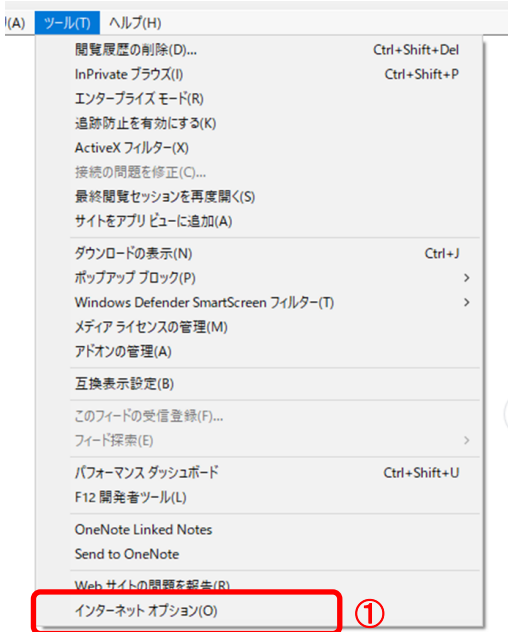 (A) ツール(T) ヘルプ(H)
閲覧履歴の削除(D)... Ctrl+Shift+Del
InPrivate ブラウズ(I) Ctrl+Shift+P
エンタープライズ モード(R)
追跡防止を有効にする(K)
ActiveX フィルター(X)
接続の問題を修正(C)...
最終閲覧セッションを再度開く(S)
サイトをアプリ ビューに追加(A)
ダウンロードの表示(N) Ctrl+J
ポップアップ ブロック(P) >
Windows Defender SmartScreen フィルター(T) >
メディア ライセンスの管理(M)
アドオンの管理(A)
互換表示設定(B)
このフィードの受信登録(F)...
フィード探索(E) >
パフォーマンス ダッシュボード Ctrl+Shift+U
F12 開発者ツール(L)
OneNote Linked Notes
Send to OneNote
Web サイトの問題を報告(R)
インターネット オプション(O) ①